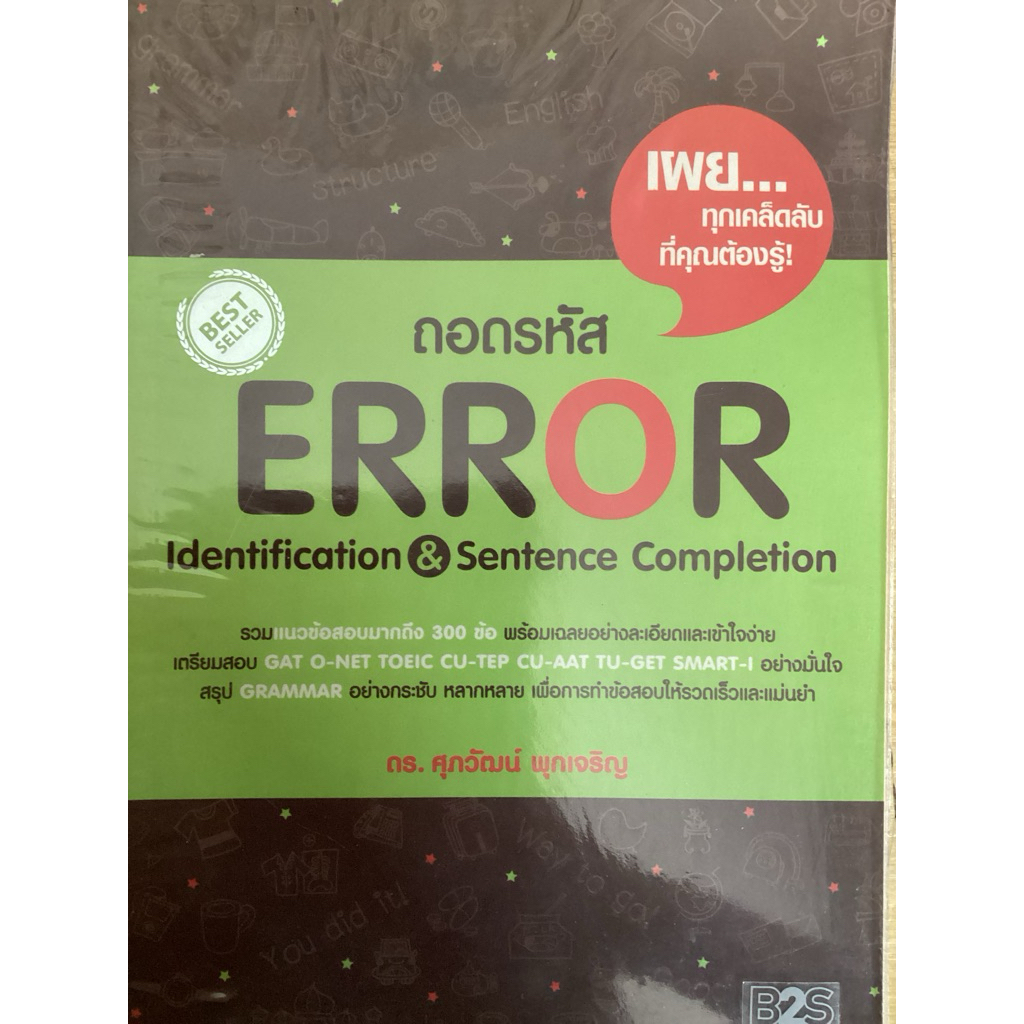 English
Structure
เผย...
ทุกเคล็ดลับ
ที่คุณต้องรู้!
BEST
SELLER
ถอดรหัส
ERROR
Identification & Sentence Completion
รวมแนวข้อสอบมากถึง 300 ข้อ พร้อมเฉลยอย่างละเอียดและเข้าใจง่าย
เตรียมสอบ GAT O-NET TOEIC CU-TEP CU-AAT TU-GET SMART-I อย่างมั่นใจ
สรุป GRAMMAR อย่างกระชับ หลากหลาย เพื่อการทำข้อสอบให้รวดเร็วและแม่นยำ
ดร. ศุภวัฒน์ พุกเจริญ
Way to go
You did it!
B2S